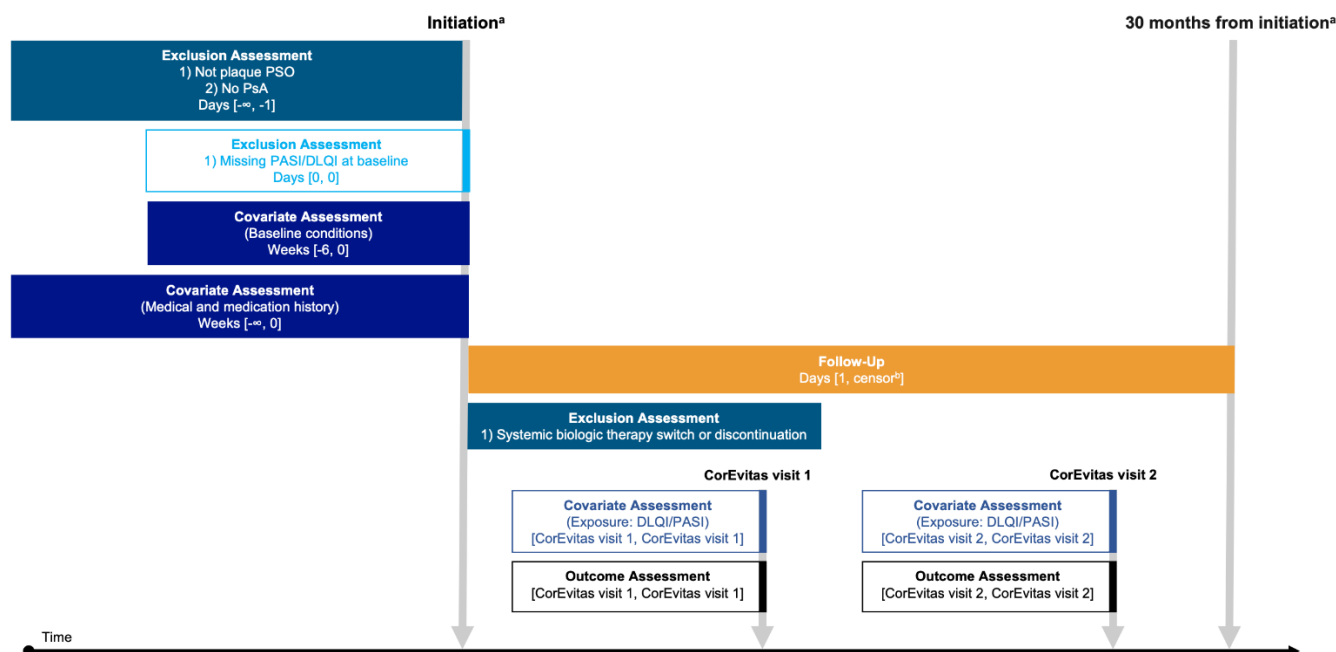 Initiationᵃ
30 months from initiationᵃ
Exclusion Assessment
1) Not plaque PSO
2) No PsA
Days [-∞, -1]
Exclusion Assessment
1) Missing PASI/DLQI at baseline
Days [0, 0]
Covariate Assessment
(Baseline conditions)
Weeks [-6, 0]
Covariate Assessment
(Medical and medication history)
Weeks [-∞, 0]
Follow-Up
Days [1, censorᵇ]
Exclusion Assessment
1) Systemic biologic therapy switch or discontinuation
CorEvitas visit 1
Covariate Assessment
(Exposure: DLQI/PASI)
[CorEvitas visit 1, CorEvitas visit 1]
Outcome Assessment
[CorEvitas visit 1, CorEvitas visit 1]
CorEvitas visit 2
Covariate Assessment
(Exposure: DLQI/PASI)
[CorEvitas visit 2, CorEvitas visit 2]
Outcome Assessment
[CorEvitas visit 2, CorEvitas visit 2]
Time